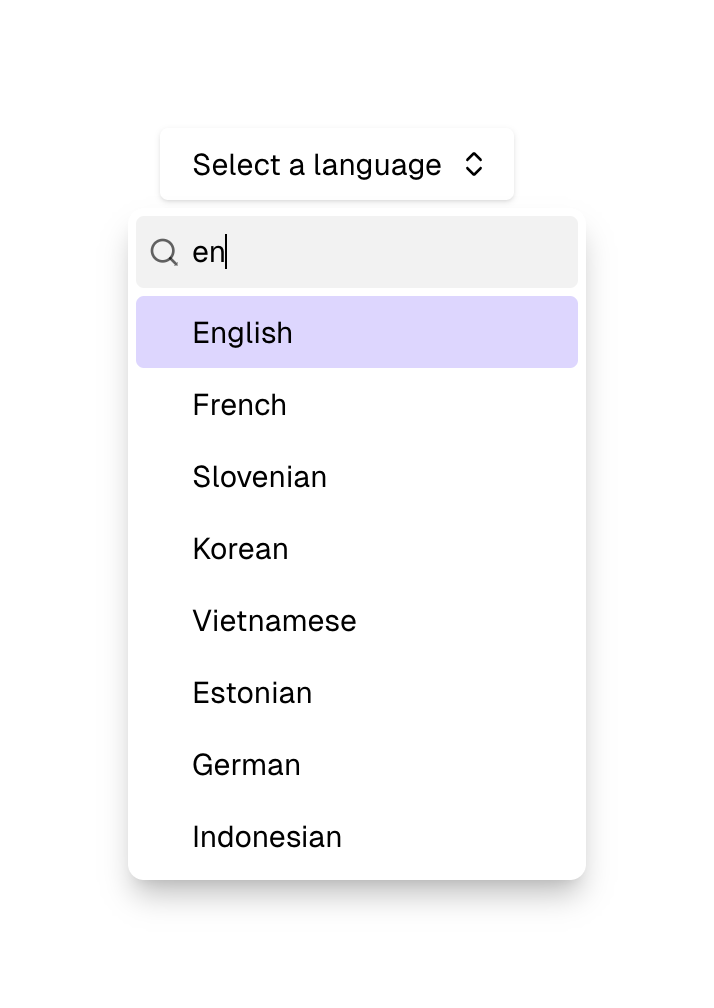 Select a language
en
English
French
Slovenian
Korean
Vietnamese
Estonian
German
Indonesian